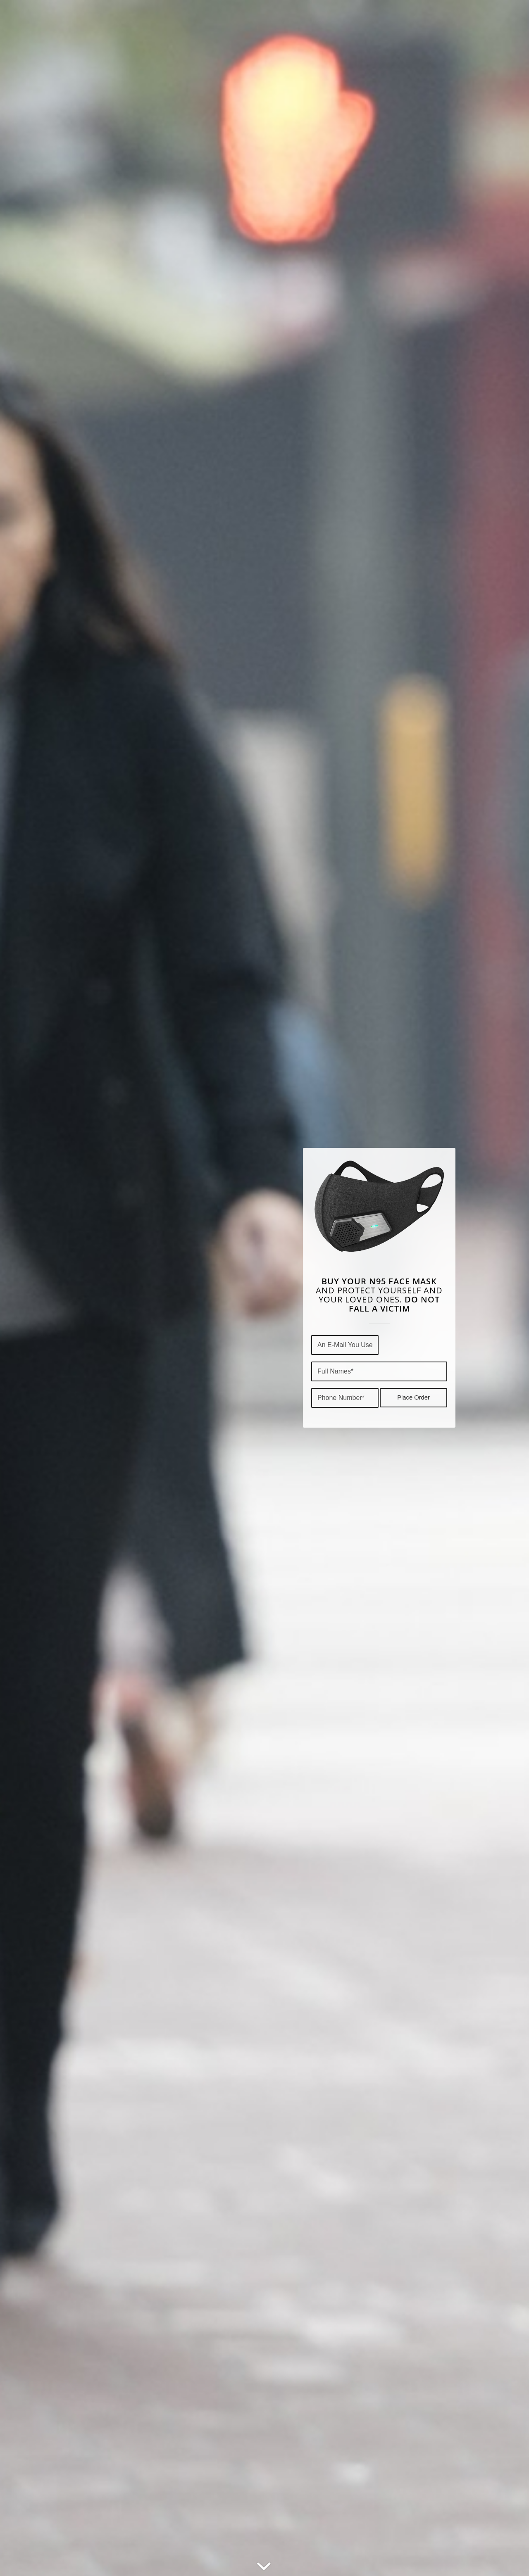 BUY YOUR N95 FACE MASK
AND PROTECT YOURSELF AND
YOUR LOVED ONES. DO NOT
FALL A VICTIM
An E-Mail You Use
Full Names*
Phone Number*
Place Order